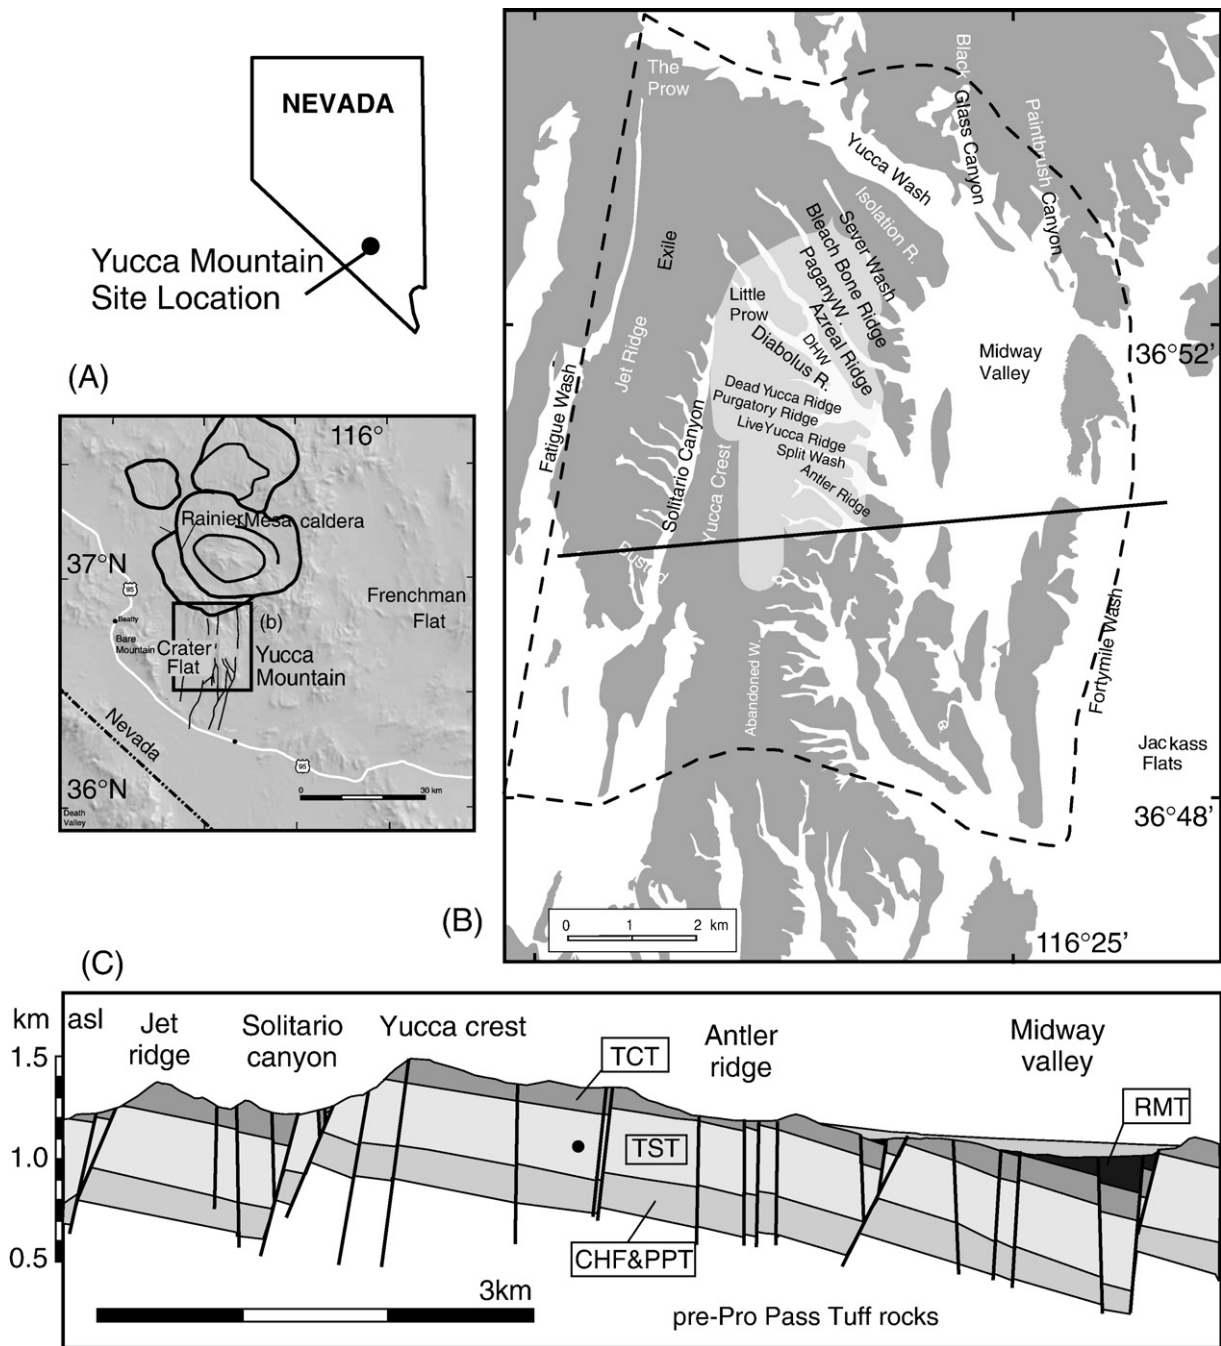 NEVADA
Yucca Mountain
Site Location
(A)
116°
Rainier Mesa caldera
37°N
95
Beatty
Bare
Mountain
Crater
Flat
(b)
Yucca
Mountain
Frenchman
Flat
Nevada
95
36°N
0 30 km
Death
Valley
(B)
The
Prow
Black
Glass Canyon
Paintbrush
Canyon
Yucca Wash
Isolation R.
Sever Wash
Bleach Bone Ridge
Pagany W.
Azreal Ridge
Exile
Little
Prow
DHW
Diabolus R.
Midway
Valley
36°52'
Jet Ridge
Fatigue Wash
Dead Yucca Ridge
Purgatory Ridge
Live Yucca Ridge
Split Wash
Antler Ridge
Solitario Canyon
Yucca Crest
Busted
Abandoned W.
Fortymile Wash
Jackass
Flats
36°48'
0 1 2 km
116°25'
(C)
km asl
Jet
ridge
Solitario
canyon
Yucca crest
Antler
ridge
Midway
valley
1.5
1.0
0.5
TCT
RMT
TST
CHF&PPT
3km
pre-Pro Pass Tuff rocks